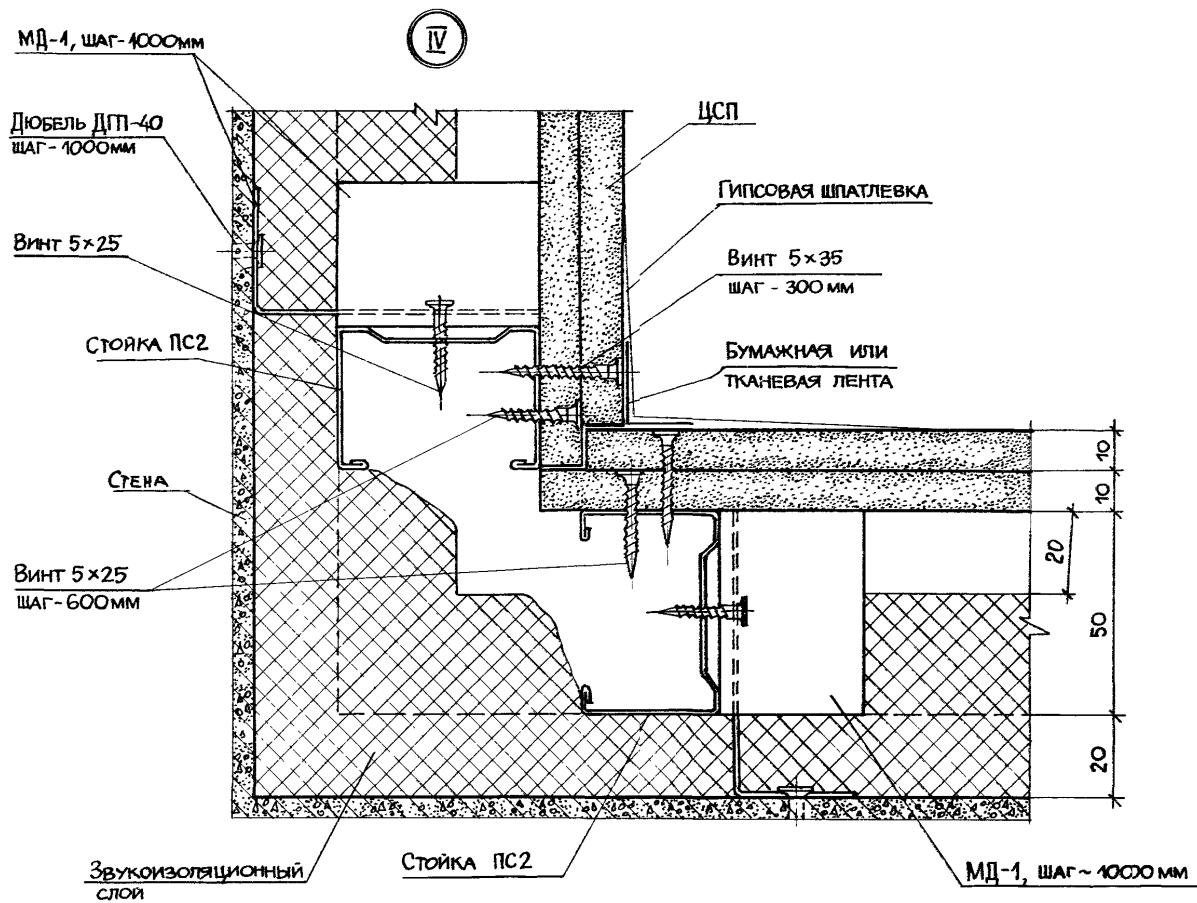 IV
МД-1, ШАГ-1000ММ
ДЮБЕЛЬ ДГП-40
ШАГ-1000ММ
ВИНТ 5×25
СТОЙКА ПС2
СТЕНА
ВИНТ 5×25
ШАГ-600ММ
ЗВУКОИЗОЛЯЦИОННЫЙ
СЛОЙ
СТОЙКА ПС2
ЦСП
ГИПСОВАЯ ШПАТЛЕВКА
ВИНТ 5×35
ШАГ - 300 ММ
БУМАЖНАЯ ИЛИ
ТКАНЕВАЯ ЛЕНТА
10
10
20
50
20
МД-1, ШАГ~1000 ММ